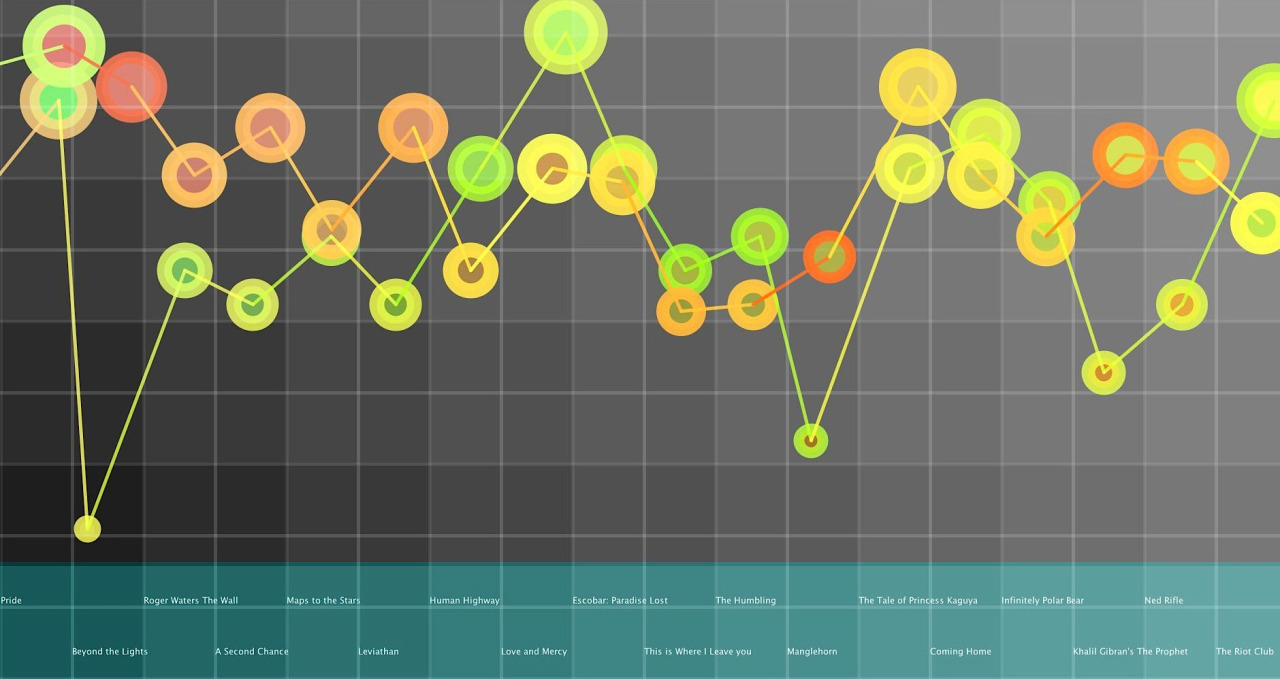 Pride
Roger Waters The Wall
Maps to the Stars
Human Highway
Escobar: Paradise Lost
The Humbling
The Tale of Princess Kaguya
Infinitely Polar Bear
Ned Rifle
Beyond the Lights
A Second Chance
Leviathan
Love and Mercy
This is Where I Leave you
Manglehorn
Coming Home
Khalil Gibran's The Prophet
The Riot Club